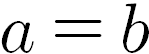 a = b